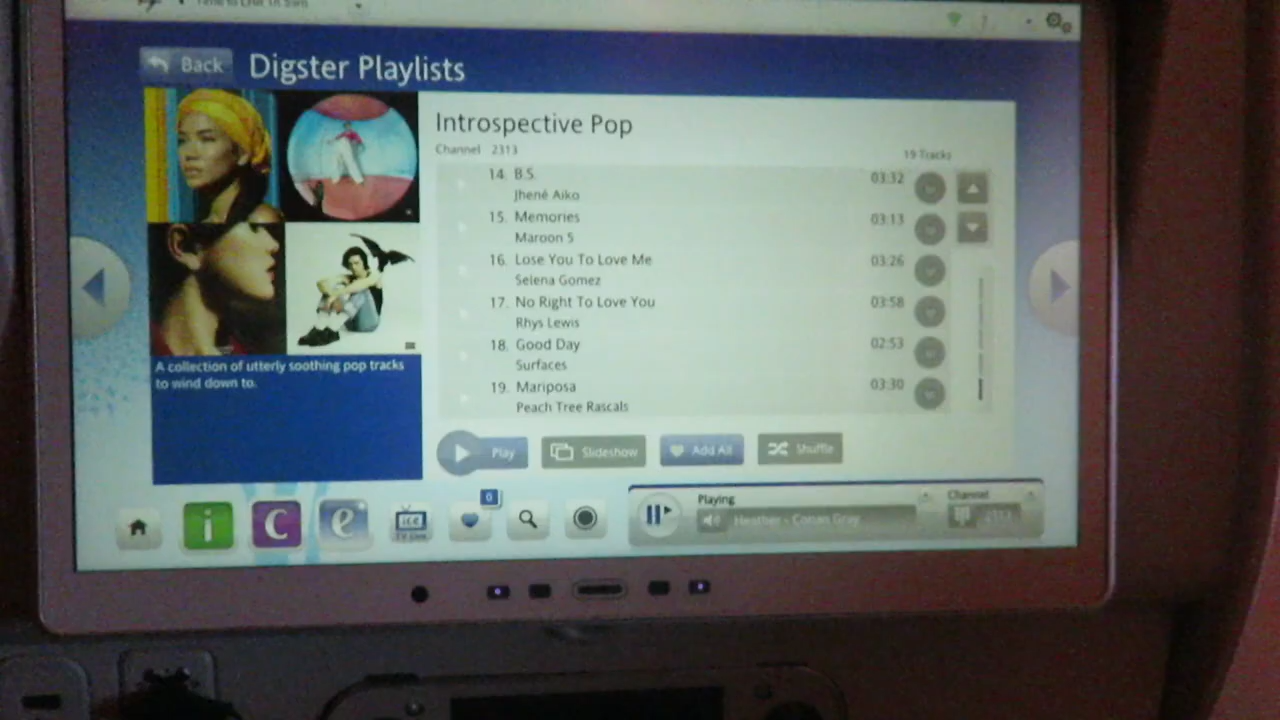 Back
Digster Playlists
Introspective Pop
Channel 2313
19 Tracks
14. B.S. 03:32
Jhené Aiko
15. Memories 03:13
Maroon 5
16. Lose You To Love Me 03:26
Selena Gomez
17. No Right To Love You 03:58
Rhys Lewis
18. Good Day 02:53
Surfaces
19. Mariposa 03:30
Peach Tree Rascals
A collection of utterly soothing pop tracks
to wind down to.
Play
Slideshow
Add All
Shuffle
i
C
e
ice
0
Playing
Heather - Conan Gray
Channel
2313